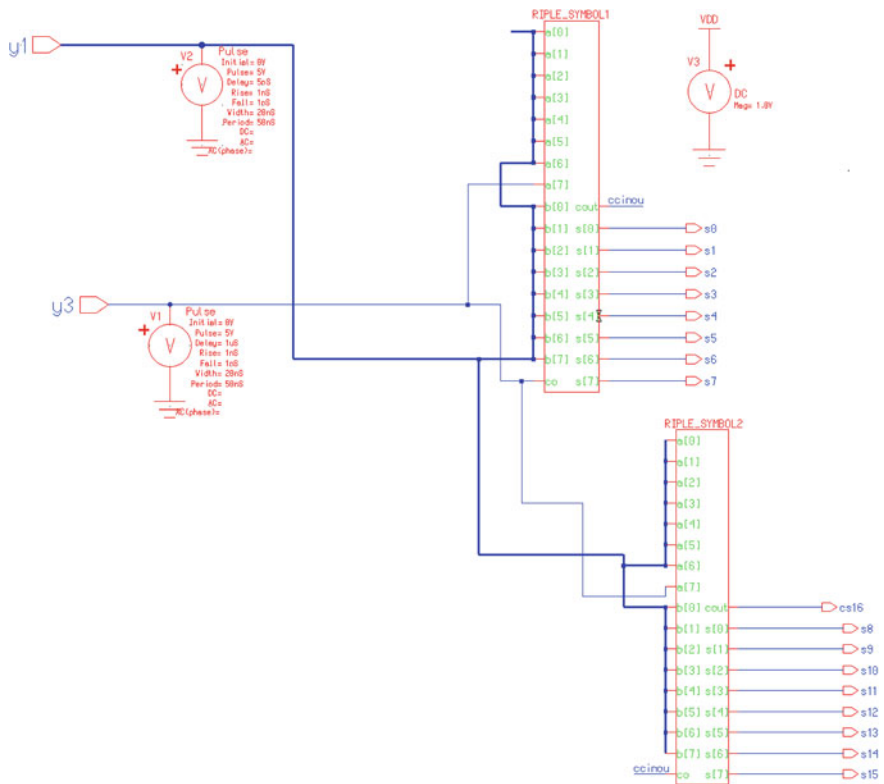 y1
V2
Pulse
Initial= 0V
Pulse= 5V
Delay= 5nS
Rise= 1nS
Fall= 1nS
Width= 20nS
Period= 50nS
DC=
AC=
AC(phase)=
V
RIPLE_SYMBOL1
a[0]
a[1]
a[2]
a[3]
a[4]
a[5]
a[6]
a[7]
b[0] cout ccinou
b[1] s[0] s0
b[2] s[1] s1
b[3] s[2] s2
b[4] s[3] s3
b[5] s[4] s4
b[6] s[5] s5
b[7] s[6] s6
co s[7] s7
VDD
V3
V
DC
Mag= 1.8V
y3
V1
Pulse
Initial= 0V
Pulse= 5V
Delay= 1uS
Rise= 1nS
Fall= 1nS
Width= 20nS
Period= 50nS
DC=
AC=
AC(phase)=
V
RIPLE_SYMBOL2
a[0]
a[1]
a[2]
a[3]
a[4]
a[5]
a[6]
a[7]
b[0] cout cs16
b[1] s[0] s8
b[2] s[1] s9
b[3] s[2] s10
b[4] s[3] s11
b[5] s[4] s12
b[6] s[5] s13
b[7] s[6] s14
ccinou co s[7] s15